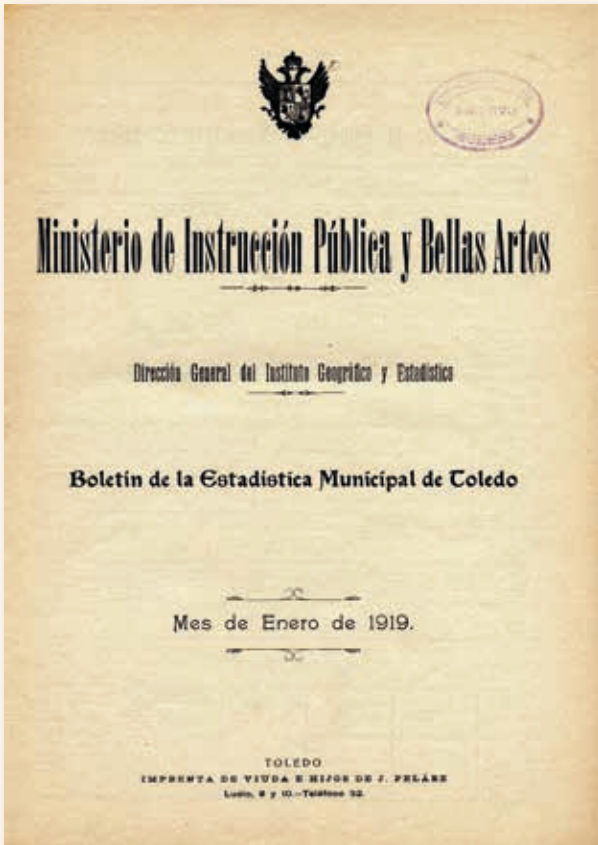 Ministerio de Instrucción Pública y Bellas Artes
Dirección General del Instituto Geográfico y Estadístico
Boletín de la Estadística Municipal de Toledo
Mes de Enero de 1919.
TOLEDO
IMPRENTA DE VIUDA E HIJOS DE J. PELÁEZ
Lucio, 8 y 10.—Teléfono 32.